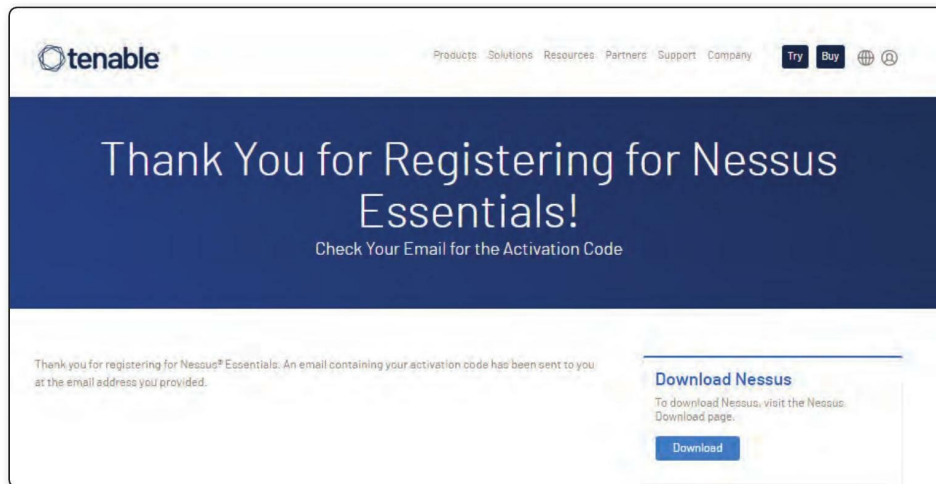 tenable
Products Solutions Resources Partners Support Company Try Buy
Thank You for Registering for Nessus
Essentials!
Check Your Email for the Activation Code
Thank you for registering for Nessus® Essentials. An email containing your activation code has been sent to you
at the email address you provided.
Download Nessus
To download Nessus, visit the Nessus
Download page.
Download